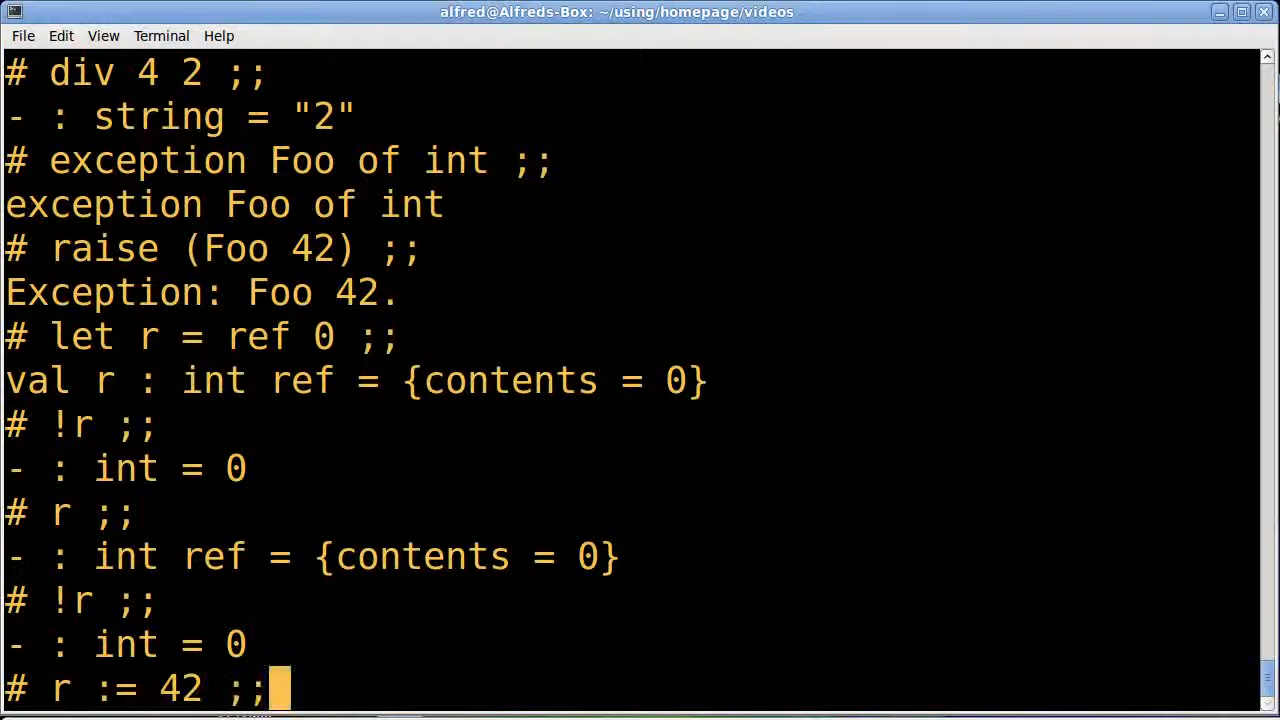 alfred@Alfreds-Box: ~/using/homepage/videos
File Edit View Terminal Help
# div 4 2 ;;
- : string = "2"
# exception Foo of int ;;
exception Foo of int
# raise (Foo 42) ;;
Exception: Foo 42.
# let r = ref 0 ;;
val r : int ref = {contents = 0}
# !r ;;
- : int = 0
# r ;;
- : int ref = {contents = 0}
# !r ;;
- : int = 0
# r := 42 ;;